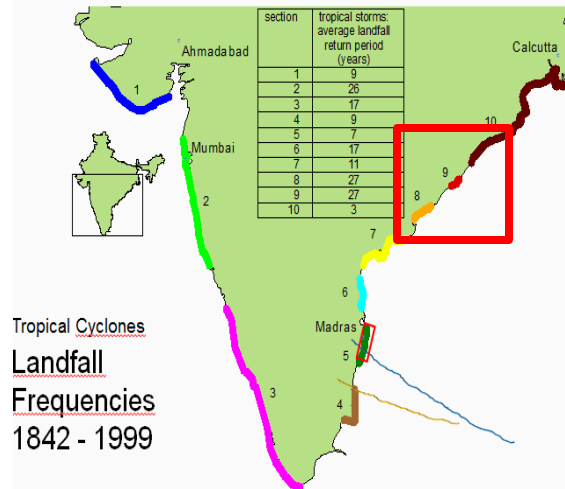 section tropical storms:
average landfall
return period
(years)
1 9
2 26
3 17
4 9
5 7
6 17
7 11
8 27
9 27
10 3
Ahmadabad
Calcutta
1
10
Mumbai
9
2
8
7
6
Madras
5
3
4
Tropical Cyclones
Landfall
Frequencies
1842 - 1999